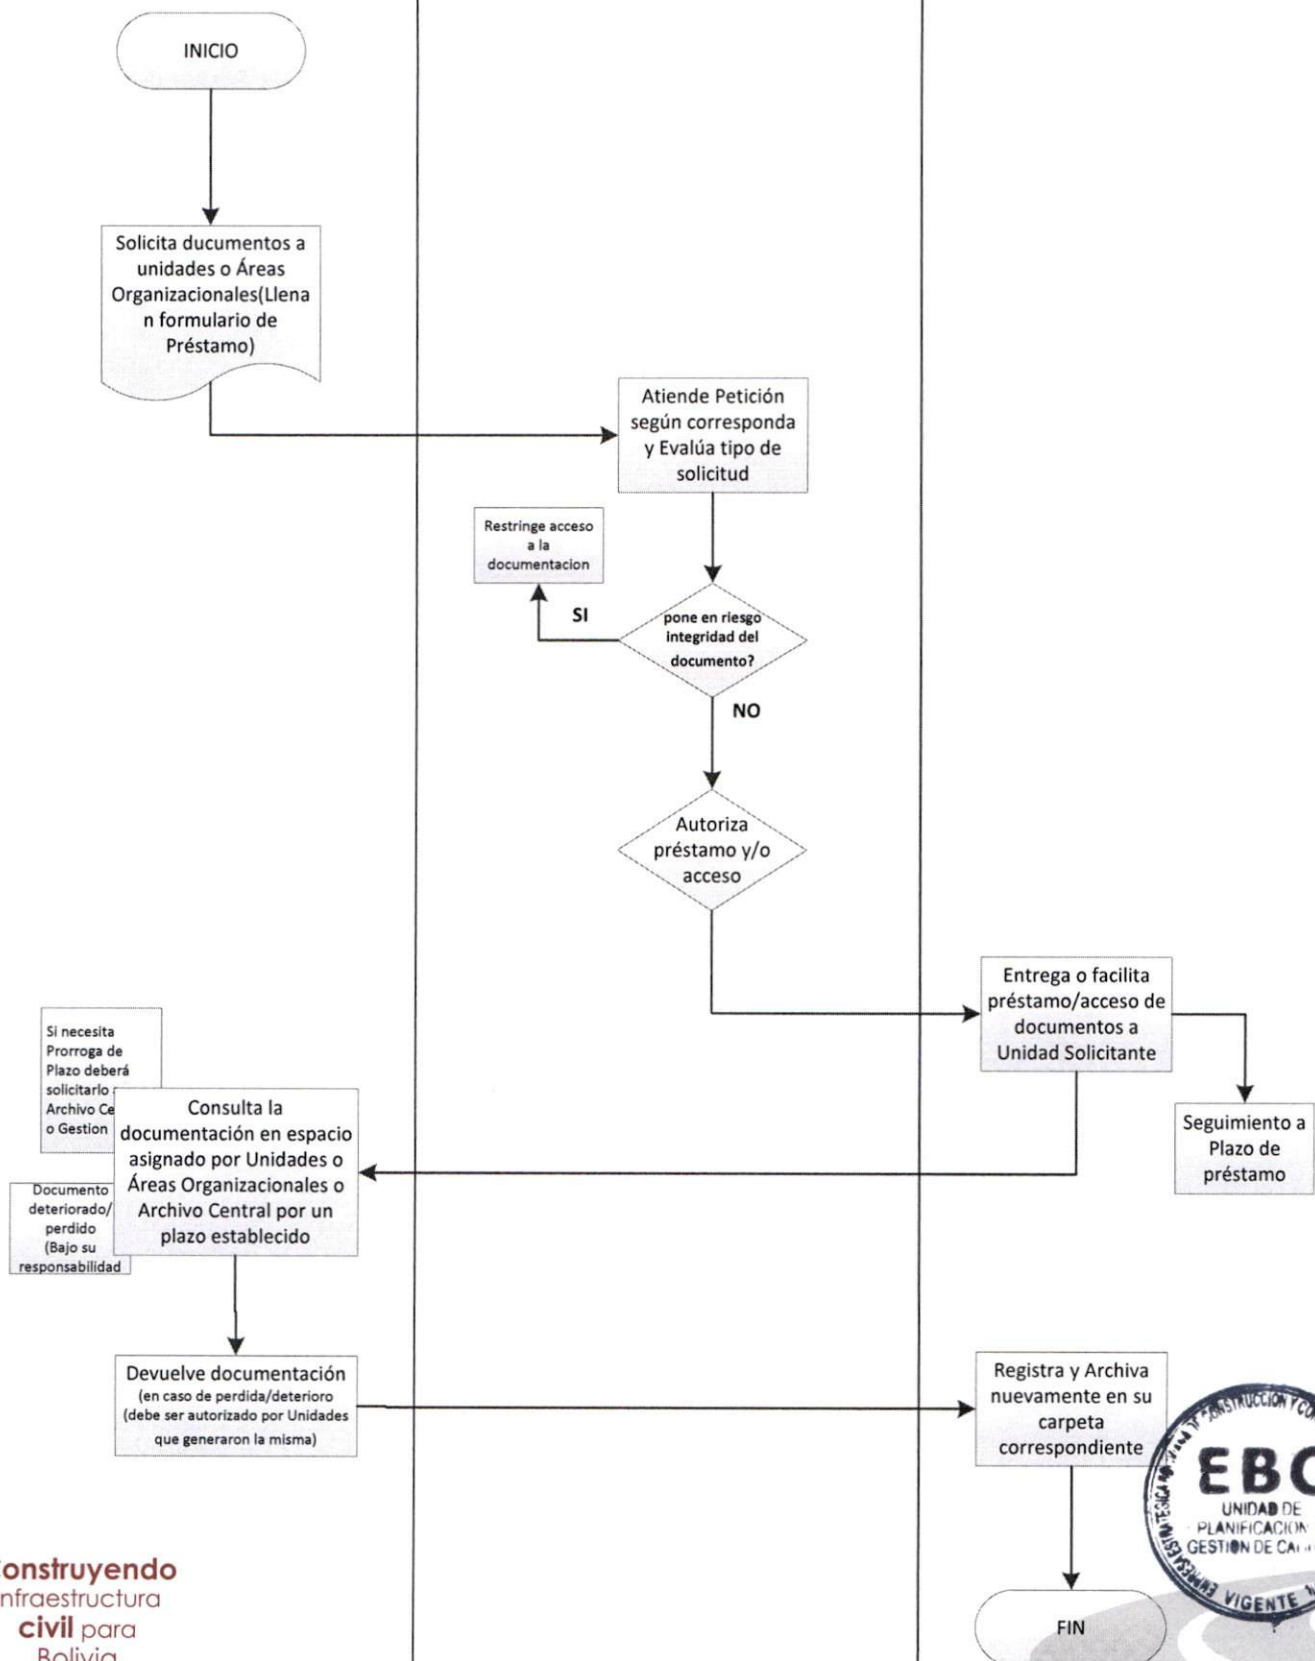 INICIO
Solicita ducumentos a
unidades o Áreas
Organizacionales(Llena
n formulario de
Préstamo)
Atiende Petición
según corresponda
y Evalúa tipo de
solicitud
Restringe acceso
a la
documentacion
SI
pone en riesgo
integridad del
documento?
NO
Autoriza
préstamo y/o
acceso
Entrega o facilita
préstamo/acceso de
documentos a
Unidad Solicitante
Seguimiento a
Plazo de
préstamo
Si necesita
Prorroga de
Plazo deberá
solicitarlo
Archivo Ce
o Gestion
Consulta la
documentación en espacio
asignado por Unidades o
Áreas Organizacionales o
Archivo Central por un
plazo establecido
Documento
deteriorado/
perdido
(Bajo su
responsabilidad
Devuelve documentación
(en caso de perdida/deterioro
(debe ser autorizado por Unidades
que generaron la misma)
Registra y Archiva
nuevamente en su
carpeta
correspondiente
EBC
UNIDAD DE
PLANIFICACION
GESTION DE
VIGENTE
FIN
onstruyendo
nfraestructura
civil para
Bolivia